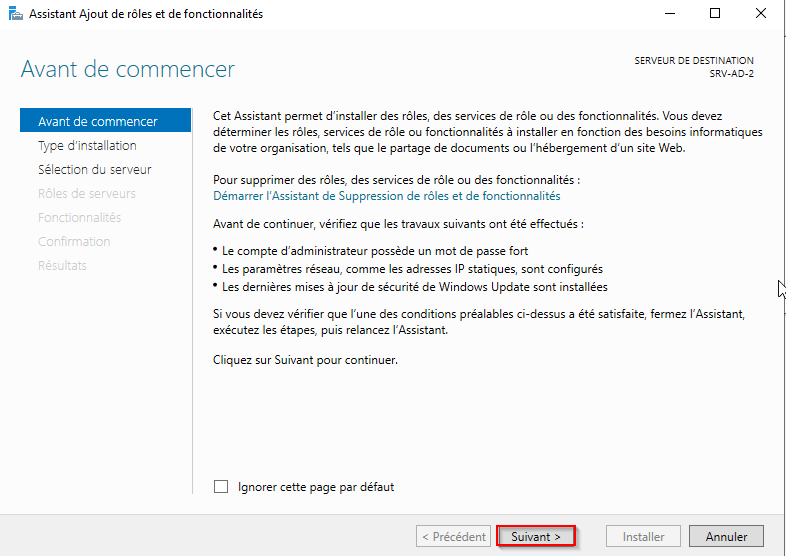 Assistant Ajout de rôles et de fonctionnalités
Avant de commencer
SERVEUR DE DESTINATION
SRV-AD-2
Avant de commencer
Type d'installation
Sélection du serveur
Rôles de serveurs
Fonctionnalités
Confirmation
Résultats
Cet Assistant permet d'installer des rôles, des services de rôle ou des fonctionnalités. Vous devez
déterminer les rôles, services de rôle ou fonctionnalités à installer en fonction des besoins informatiques
de votre organisation, tels que le partage de documents ou l'hébergement d'un site Web.
Pour supprimer des rôles, des services de rôle ou des fonctionnalités :
Démarrer l'Assistant de Suppression de rôles et de fonctionnalités
Avant de continuer, vérifiez que les travaux suivants ont été effectués :
• Le compte d'administrateur possède un mot de passe fort
• Les paramètres réseau, comme les adresses IP statiques, sont configurés
• Les dernières mises à jour de sécurité de Windows Update sont installées
Si vous devez vérifier que l'une des conditions préalables ci-dessus a été satisfaite, fermez l'Assistant,
exécutez les étapes, puis relancez l'Assistant.
Cliquez sur Suivant pour continuer.
Ignorer cette page par défaut
< Précédent
Suivant >
Installer
Annuler